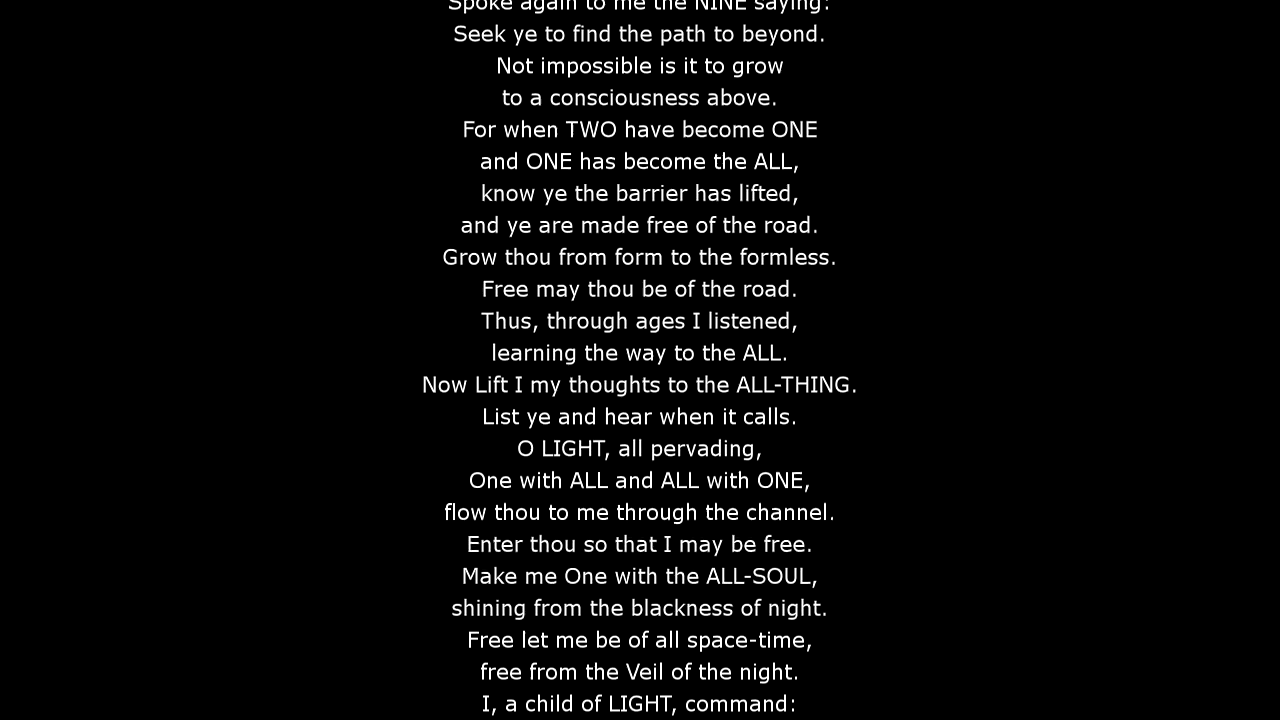 Spoke again to me the NINE saying:
Seek ye to find the path to beyond.
Not impossible is it to grow
to a consciousness above.
For when TWO have become ONE
and ONE has become the ALL,
know ye the barrier has lifted,
and ye are made free of the road.
Grow thou from form to the formless.
Free may thou be of the road.
Thus, through ages I listened,
learning the way to the ALL.
Now Lift I my thoughts to the ALL-THING.
List ye and hear when it calls.
O LIGHT, all pervading,
One with ALL and ALL with ONE,
flow thou to me through the channel.
Enter thou so that I may be free.
Make me One with the ALL-SOUL,
shining from the blackness of night.
Free let me be of all space-time,
free from the Veil of the night.
I, a child of LIGHT, command: